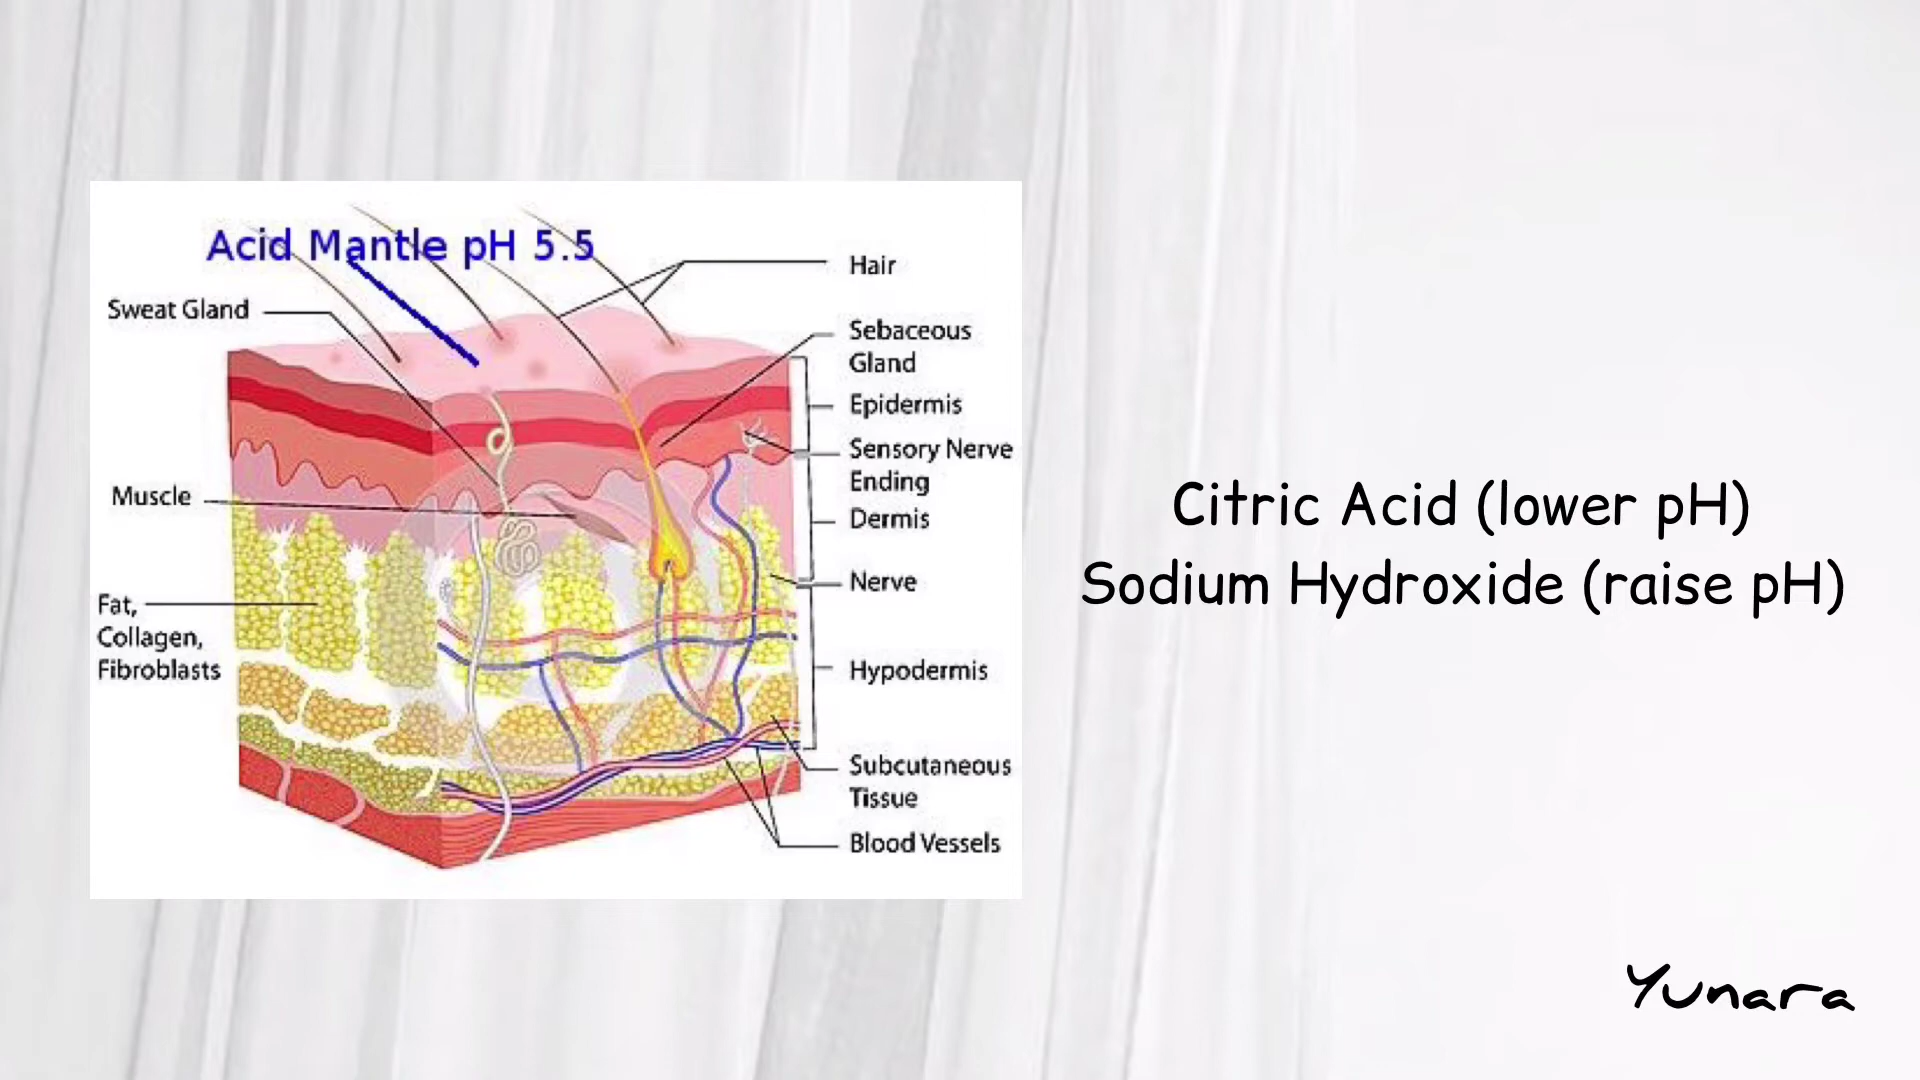 Acid Mantle pH 5.5
Sweat Gland
Muscle
Fat,
Collagen,
Fibroblasts
Hair
Sebaceous
Gland
Epidermis
Sensory Nerve
Ending
Dermis
Nerve
Hypodermis
Subcutaneous
Tissue
Blood Vessels
Citric Acid (lower pH)
Sodium Hydroxide (raise pH)
Yunara